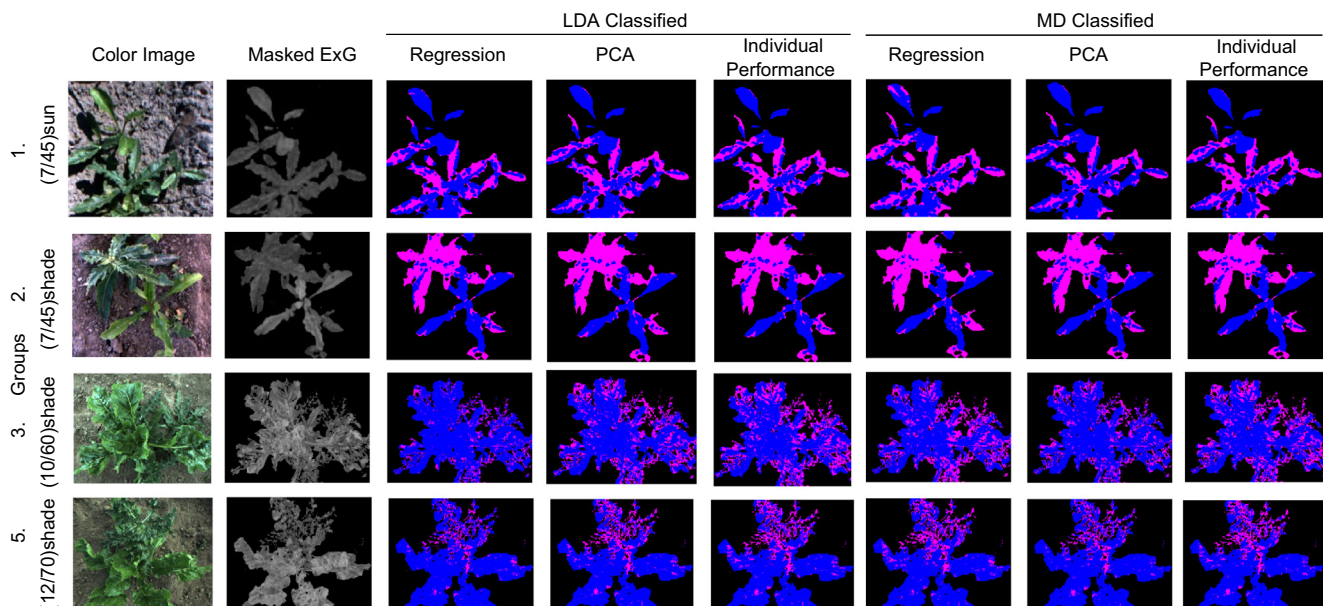 LDA Classified
MD Classified
Color Image
Masked ExG
Regression
PCA
Individual
Performance
Regression
PCA
Individual
Performance
Groups
1.
(7/45)sun
2.
(7/45)shade
3.
(10/60)shade
5.
12/70)shade